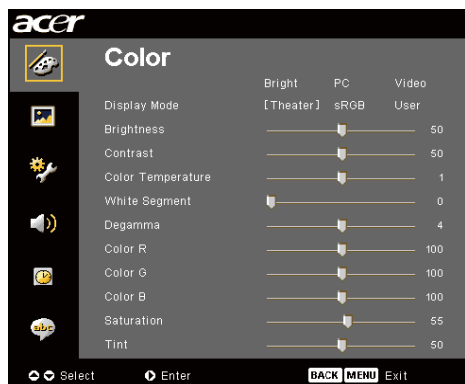 acer
Color
Bright PC Video
Display Mode [Theater] sRGB User
Brightness 50
Contrast 50
Color Temperature 1
White Segment 0
Degamma 4
Color R 100
Color G 100
Color B 100
Saturation 55
abc
Tint 50
Select Enter BACK MENU Exit